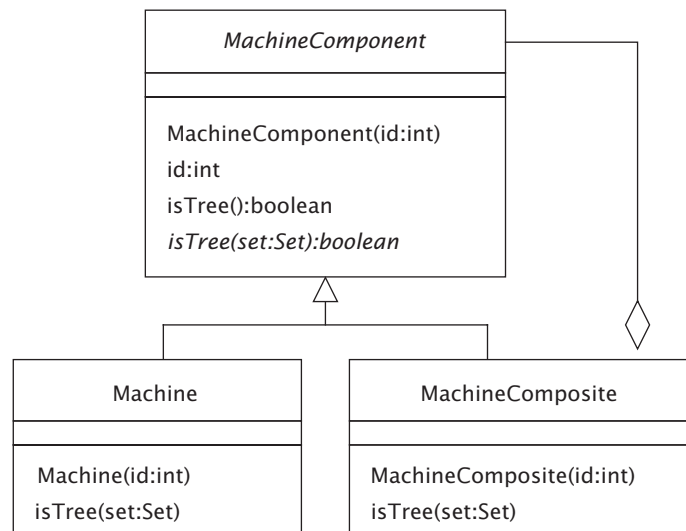 MachineComponent
MachineComponent(id:int)
id:int
isTree():boolean
isTree(set:Set):boolean
Machine
Machine(id:int)
isTree(set:Set)
MachineComposite
MachineComposite(id:int)
isTree(set:Set)